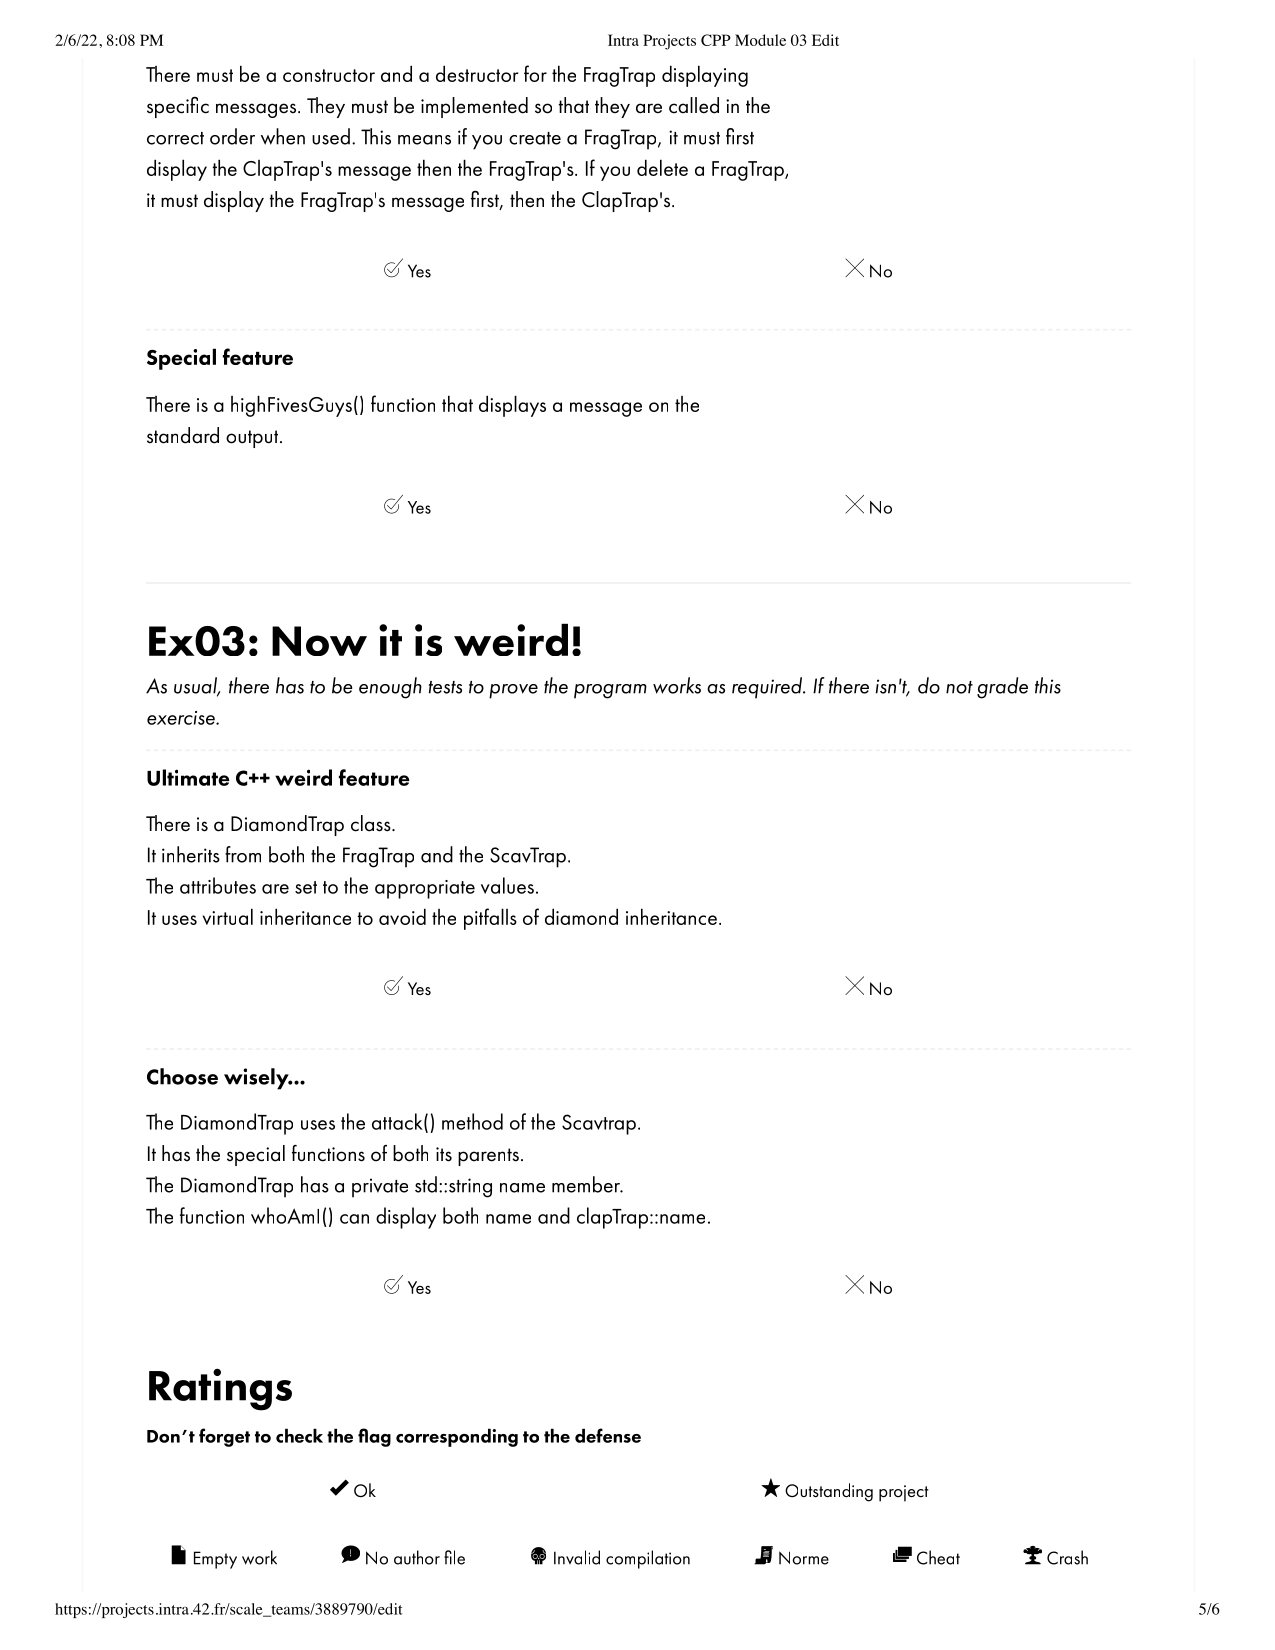 2/6/22, 8:08 PM Intra Projects CPP Module 03 Edit
There must be a constructor and a destructor for the FragTrap displaying
specific messages. They must be implemented so that they are called in the
correct order when used. This means if you create a FragTrap, it must first
display the ClapTrap's message then the FragTrap's. If you delete a FragTrap,
it must display the FragTrap's message first, then the ClapTrap's.
Yes No
Special feature
There is a highFivesGuys() function that displays a message on the
standard output.
Yes No
Ex03: Now it is weird!
As usual, there has to be enough tests to prove the program works as required. If there isn't, do not grade this
exercise.
Ultimate C++ weird feature
There is a DiamondTrap class.
It inherits from both the FragTrap and the ScavTrap.
The attributes are set to the appropriate values.
It uses virtual inheritance to avoid the pitfalls of diamond inheritance.
Yes No
Choose wisely...
The DiamondTrap uses the attack() method of the Scavtrap.
It has the special functions of both its parents.
The DiamondTrap has a private std::string name member.
The function whoAmI() can display both name and clapTrap::name.
Yes No
Ratings
Don't forget to check the flag corresponding to the defense
Ok Outstanding project
Empty work No author file Invalid compilation Norme Cheat Crash
https://projects.intra.42.fr/scale_teams/3889790/edit 5/6